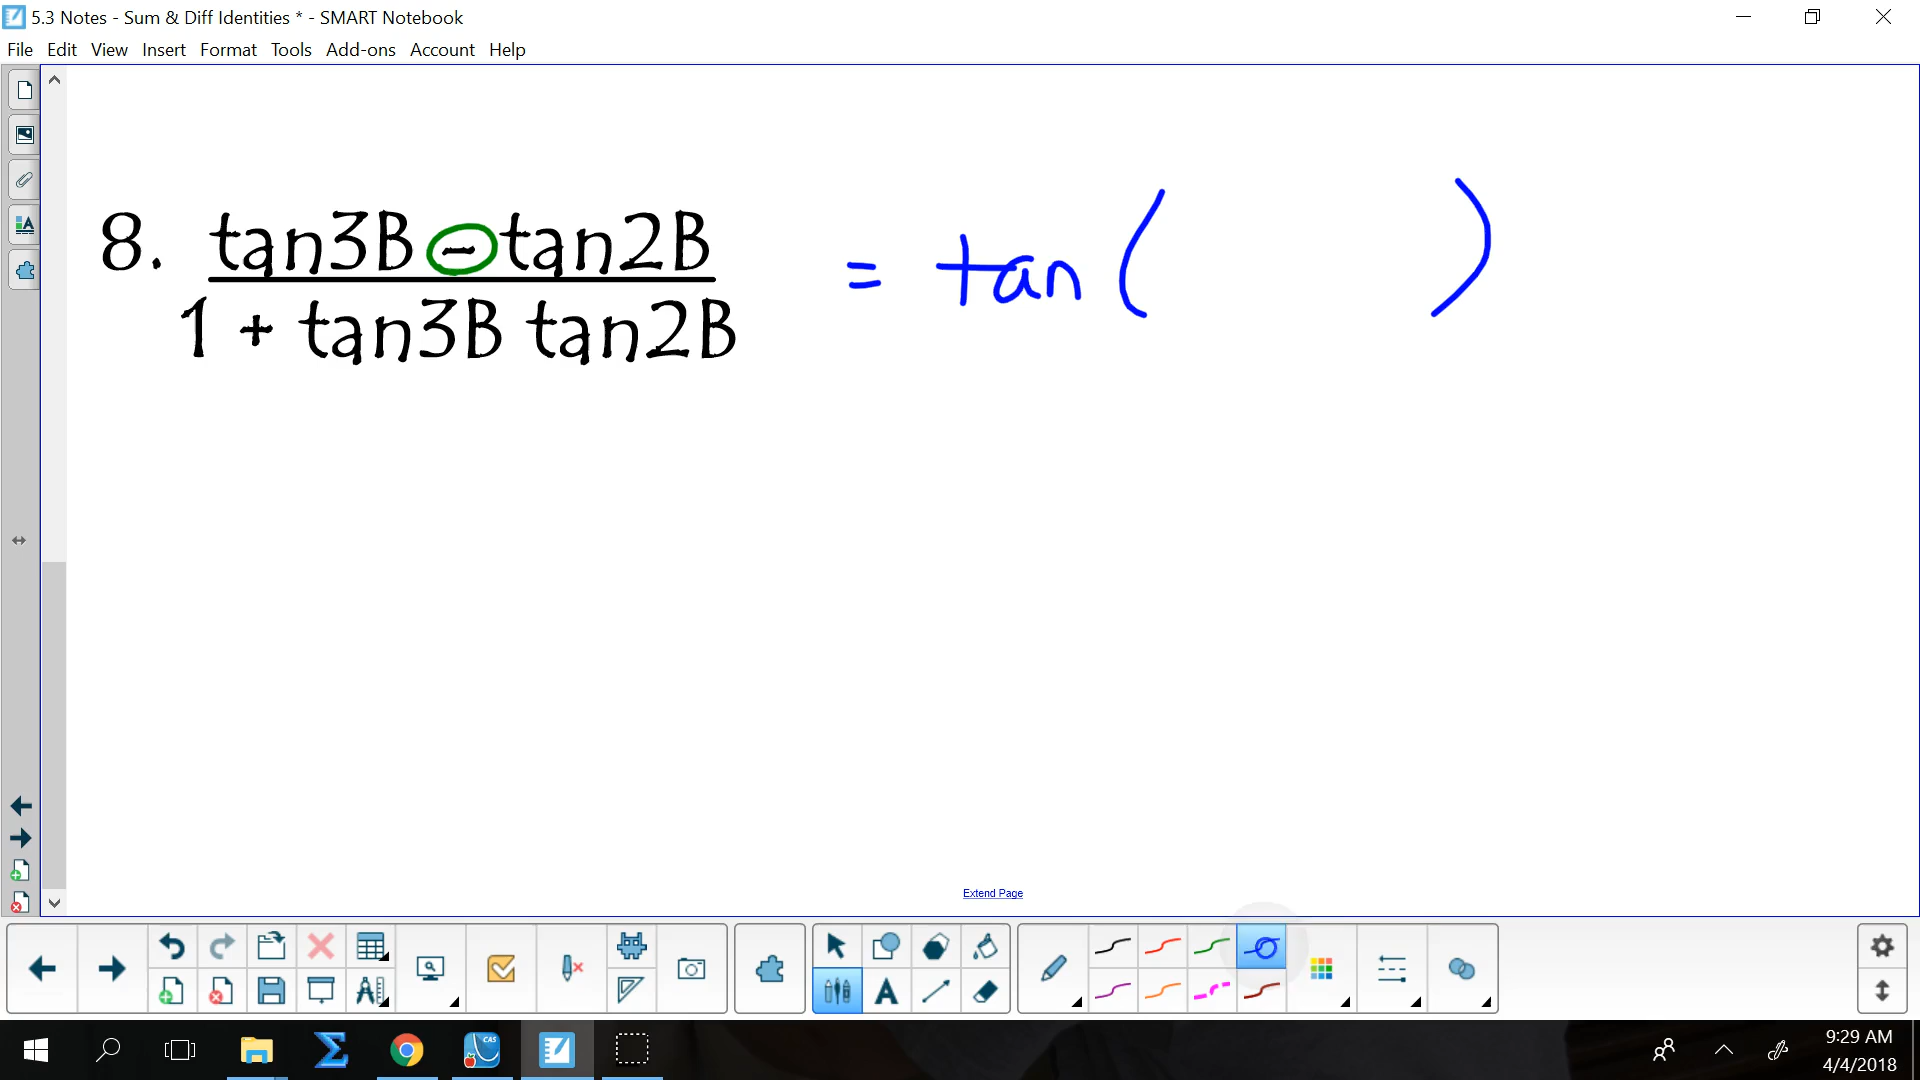 5.3 Notes - Sum & Diff Identities * - SMART Notebook
File Edit View Insert Format Tools Add-ons Account Help
8. tan3B - tan2B = tan ( )
1 + tan3B tan2B
Extend Page
A
CAS
9:29 AM
4/4/2018